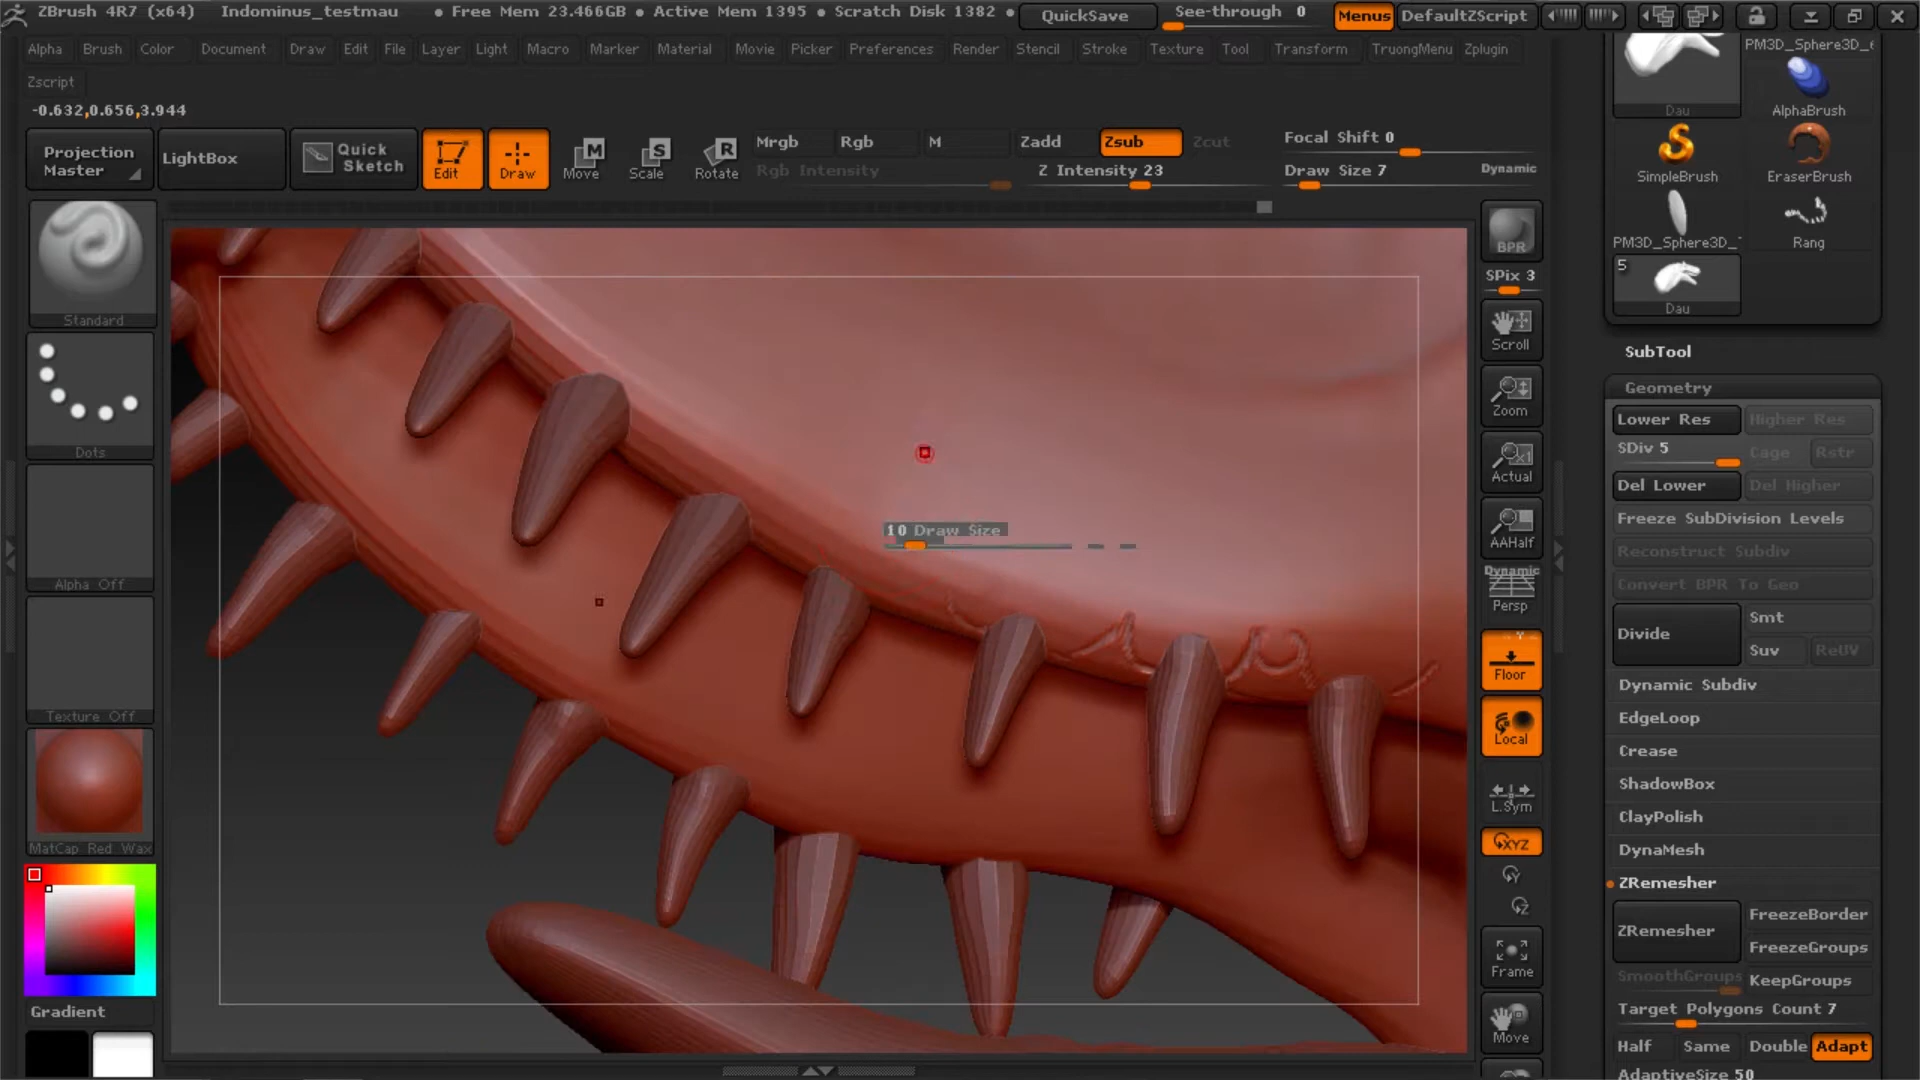 ZBrush 4R7 (x64) Indominus_testmau • Free Mem 23.466GB • Active Mem 1395 • Scratch Disk 1382 • QuickSave See-through 0 Menus DefaultZScript
Alpha Brush Color Document Draw Edit File Layer Light Macro Marker Material Movie Picker Preferences Render Stencil Stroke Texture Tool Transform TruongMenu Zplugin
Zscript
-0.632,0.656,3.944
Projection Master
LightBox
Quick Sketch
Edit
Draw
M
Move
S
Scale
R
Rotate
Mrgb Rgb M Zadd Zsub Zcut
Rgb Intensity Z Intensity 23
Focal Shift 0
Draw Size 7 Dynamic
Standard
Dots
Alpha Off
Texture Off
MatCap Red Wax
Gradient
10 Draw Size
BPR
SPix 3
Scroll
Zoom
x1
Actual
AAHalf
Dynamic
Persp
Floor
Local
L.Sym
XYZ
Y
Z
Frame
Move
Dau
AlphaBrush
SimpleBrush
EraserBrush
Rang
5
Dau
SubTool
Geometry
Lower Res Higher Res
SDiv 5 Cage Rstr
Del Lower Del Higher
Freeze SubDivision Levels
Reconstruct Subdiv
Convert BPR To Geo
Divide
Smt
Suv ReUV
Dynamic Subdiv
EdgeLoop
Crease
ShadowBox
ClayPolish
DynaMesh
ZRemesher
ZRemesher
FreezeBorder
FreezeGroups
SmoothGroups KeepGroups
Target Polygons Count 7
Half Same Double Adapt
AdaptiveSize 50